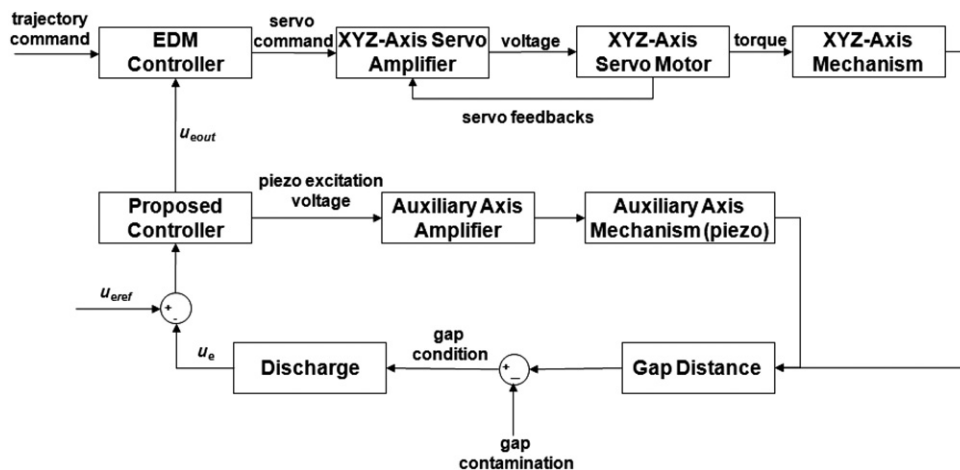 trajectory
command
EDM
Controller
servo
command
XYZ-Axis Servo
Amplifier
voltage
XYZ-Axis
Servo Motor
torque
XYZ-Axis
Mechanism
servo feedbacks
u_eout
piezo excitation
voltage
Proposed
Controller
Auxiliary Axis
Amplifier
Auxiliary Axis
Mechanism (piezo)
u_eref
+
-
u_e
Discharge
gap
condition
+
−
Gap Distance
gap
contamination